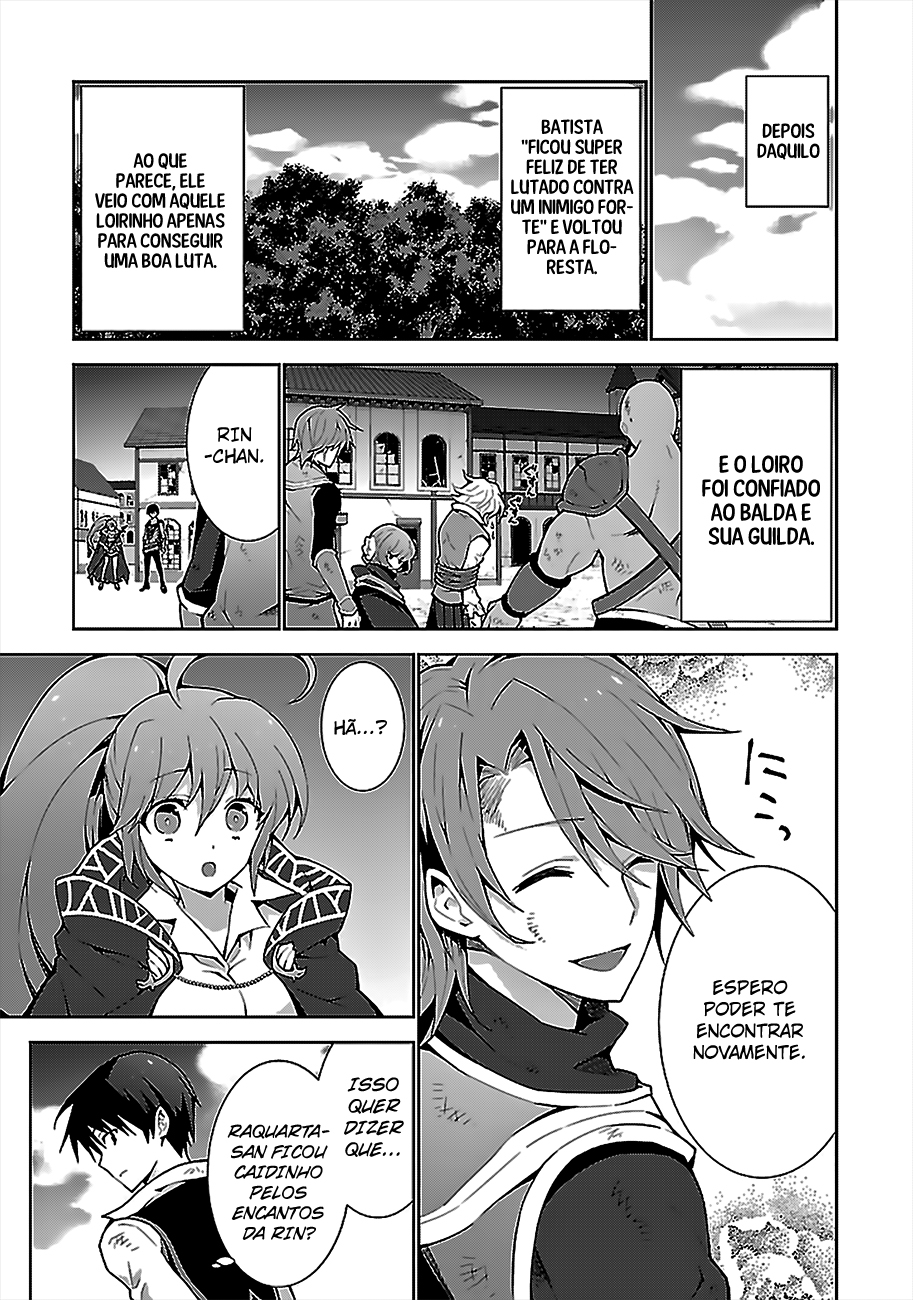 DEPOIS
DAQUILO
BATISTA
"FICOU SUPER
FELIZ DE TER
LUTADO CONTRA
UM INIMIGO FOR-
TE" E VOLTOU
PARA A FLO-
RESTA.
AO QUE
PARECE, ELE
VEIO COM AQUELE
LOIRINHO APENAS
PARA CONSEGUIR
UMA BOA LUTA.
E O LOIRO
FOI CONFIADO
AO BALDA E
SUA GUILDA.
RIN
-CHAN.
ニコッ
ESPERO
PODER TE
ENCONTRAR
NOVAMENTE.
HÃ...?
ISSO
QUER
DIZER
QUE...
RAQUARTA-
SAN FICOU
CAIDINHO
PELOS
ENCANTOS
DA RIN?